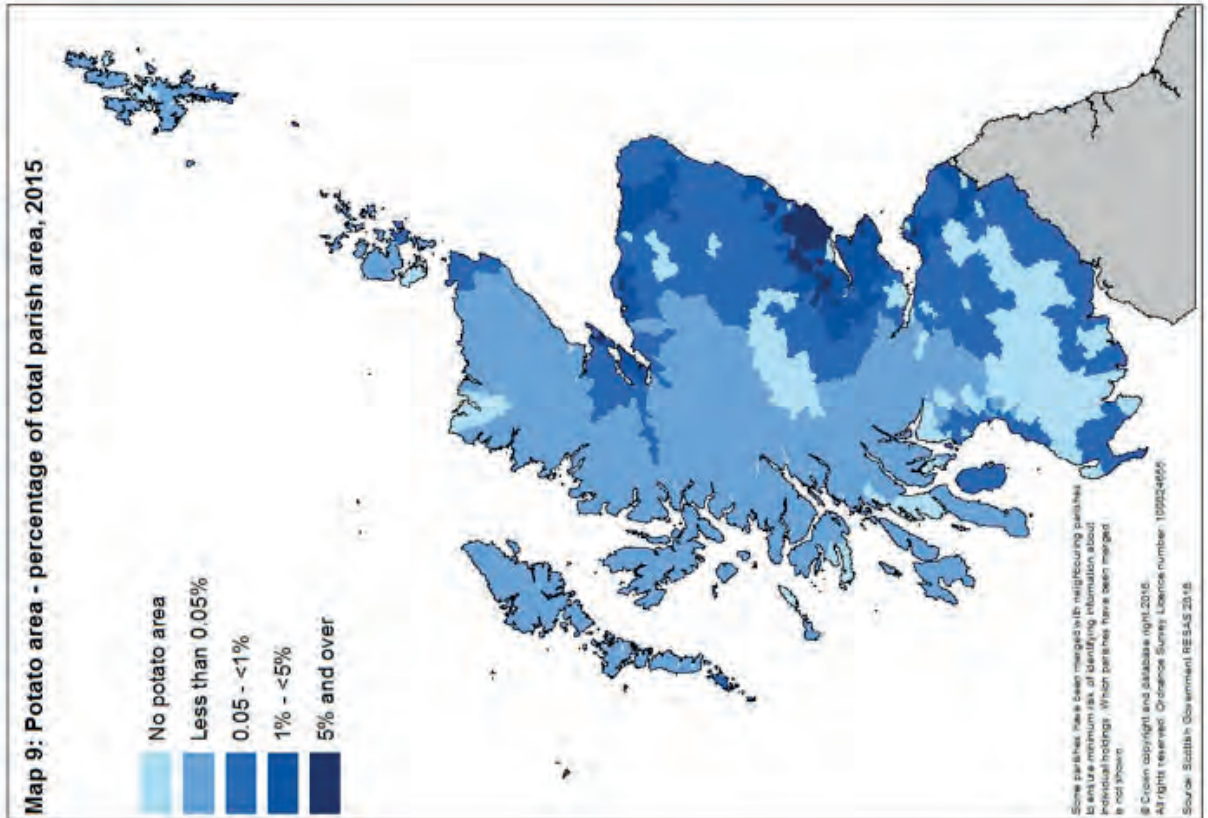 Map 9: Potato area - percentage of total parish area, 2015
No potato area
Less than 0.05%
0.05 - <1%
1% - <5%
5% and over
Some parishes have been merged with neighbouring parishes
to ensure minimum risk of identifying information about
individual holdings. Which parishes have been merged
is not shown.
© Crown copyright and database right 2016.
All rights reserved. Ordnance Survey Licence number 100024655.
Source: Scottish Government RESAS 2016